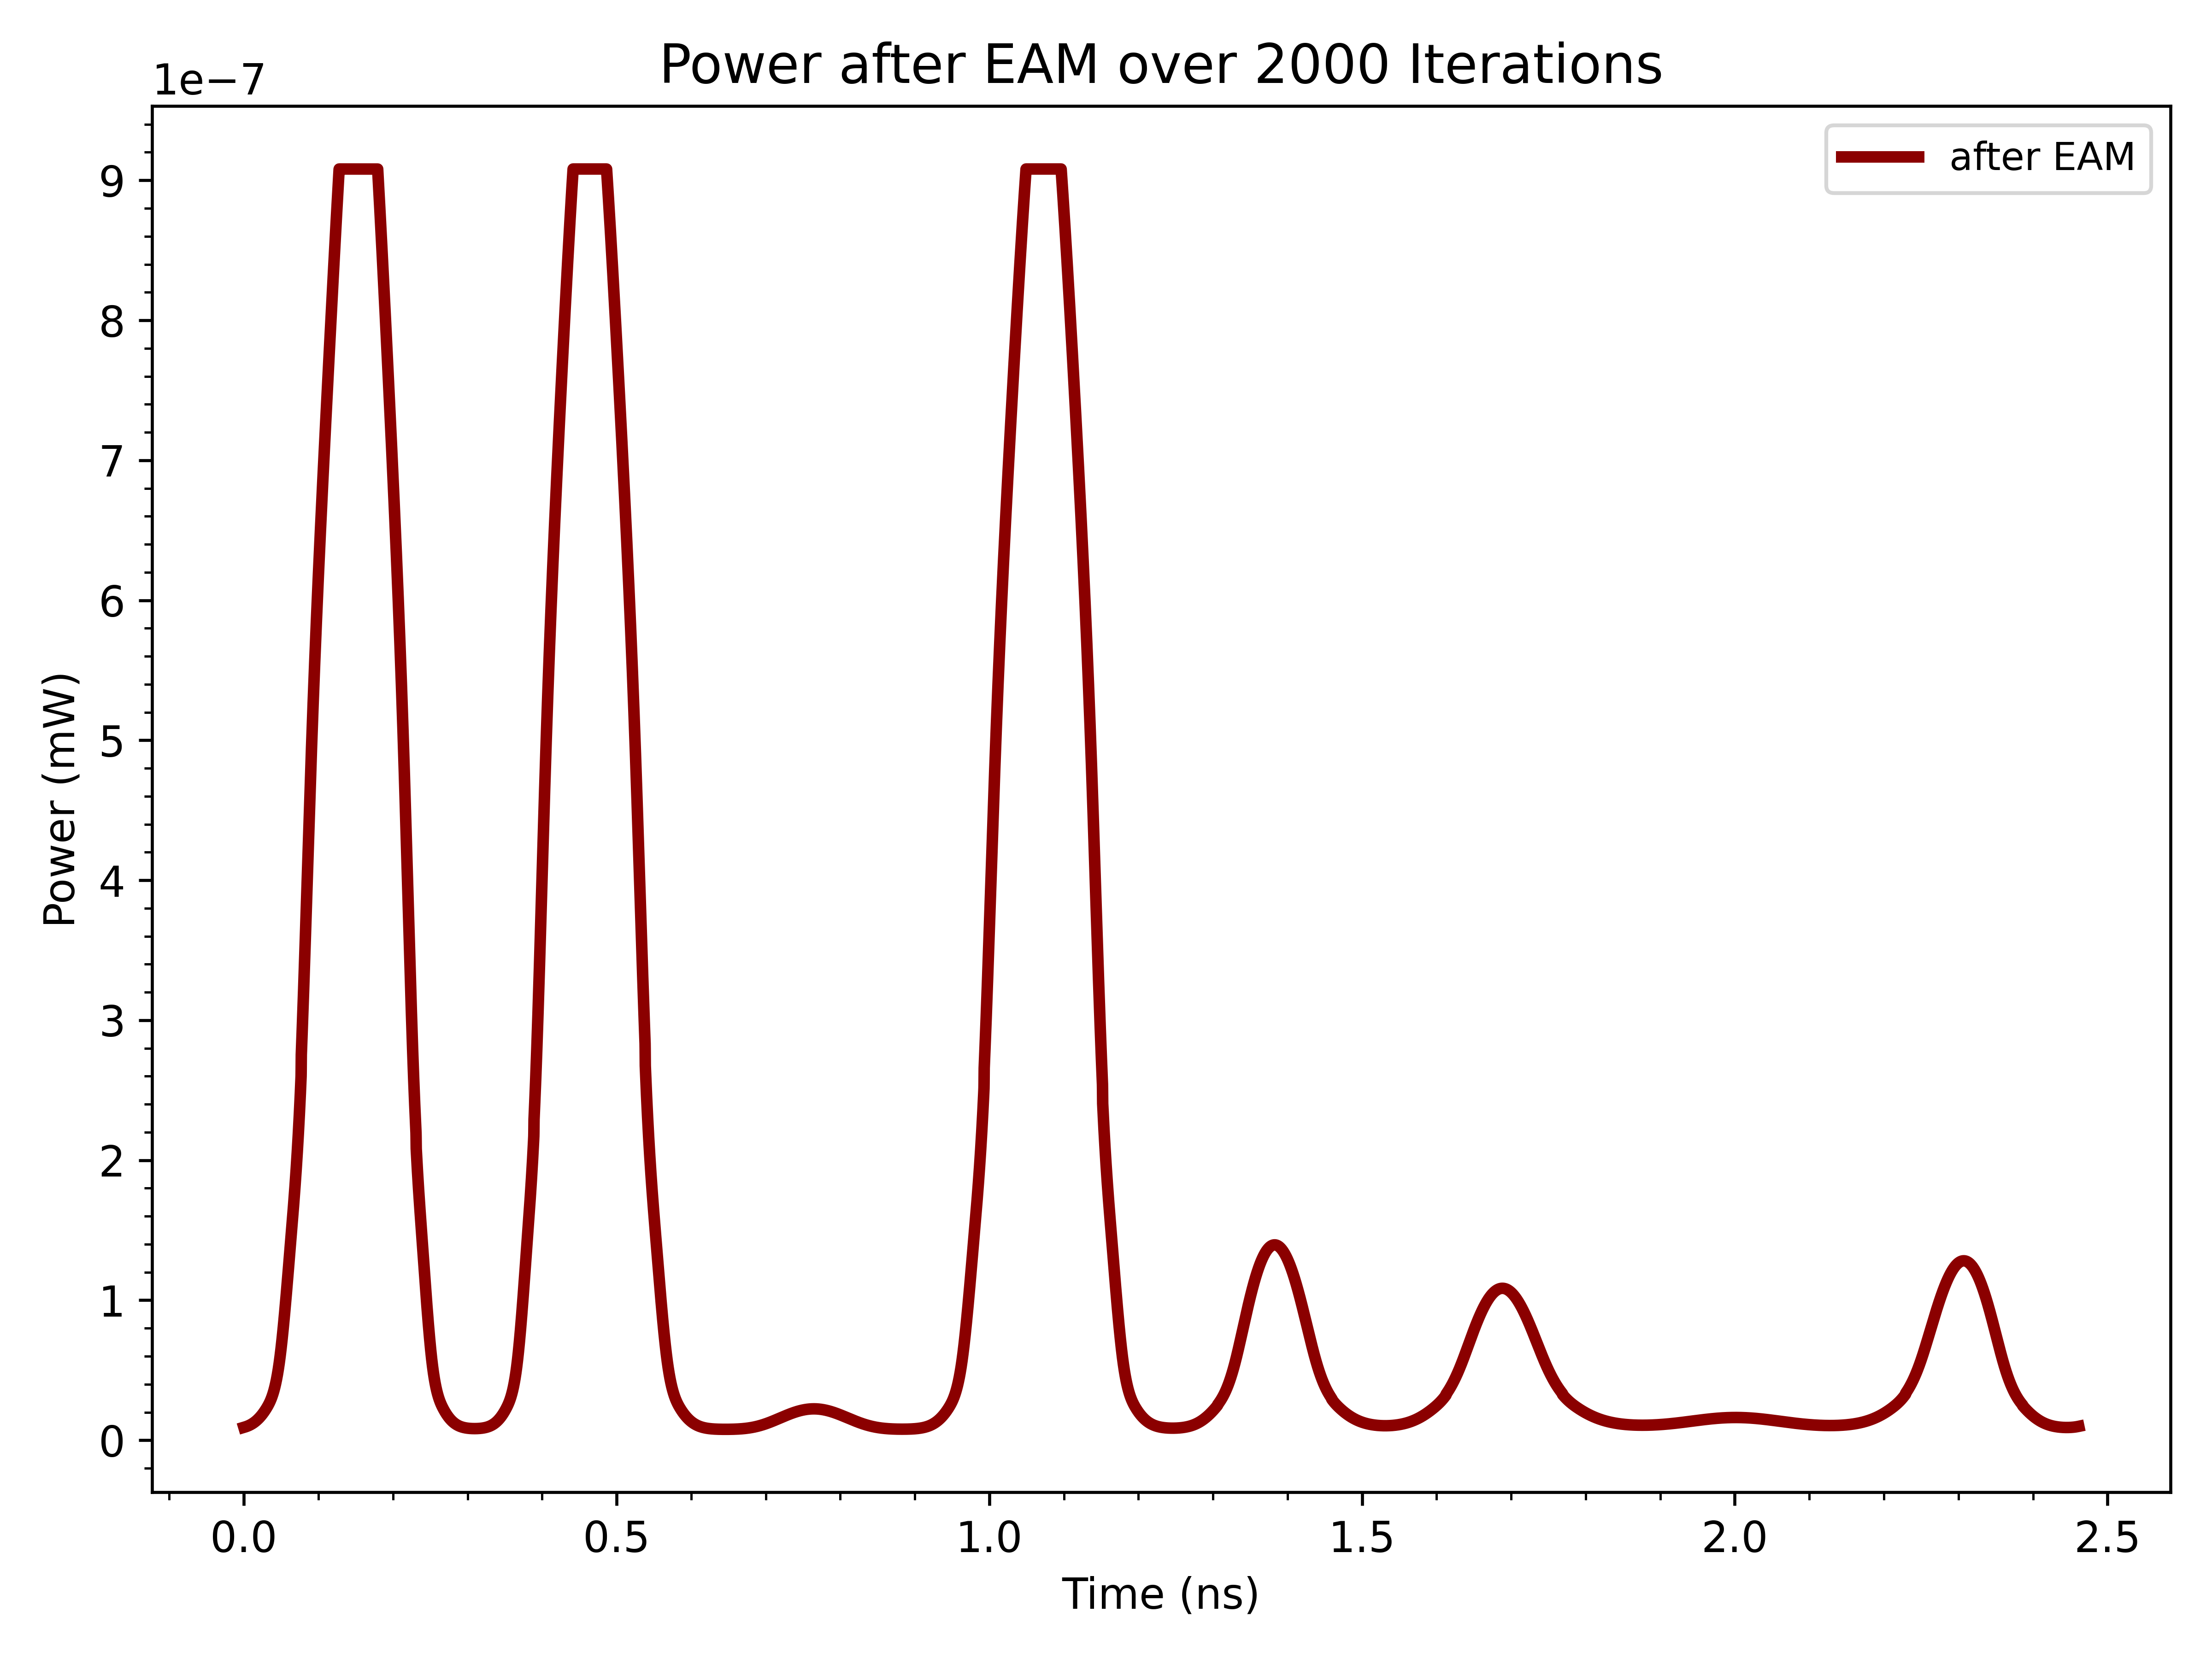 Power after EAM over 2000 Iterations
1e−7
after EAM
9
8
7
6
5
4
3
2
1
0
Power (mW)
0.0 0.5 1.0 1.5 2.0 2.5
Time (ns)